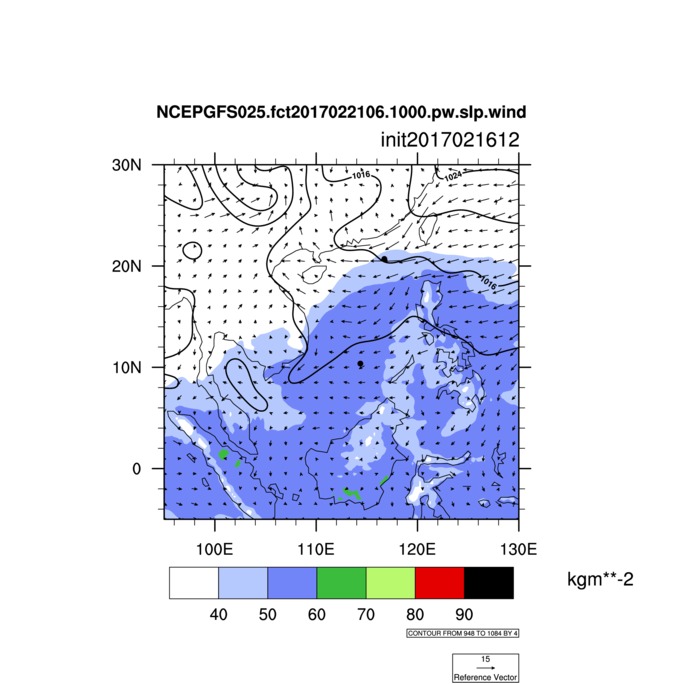 NCEPGFS025.fct2017022106.1000.pw.slp.wind
init2017021612
30N
1016
1024
20N
1016
10N
0
100E 110E 120E 130E
kgm**-2
40 50 60 70 80 90
CONTOUR FROM 948 TO 1084 BY 4
15
Reference Vector